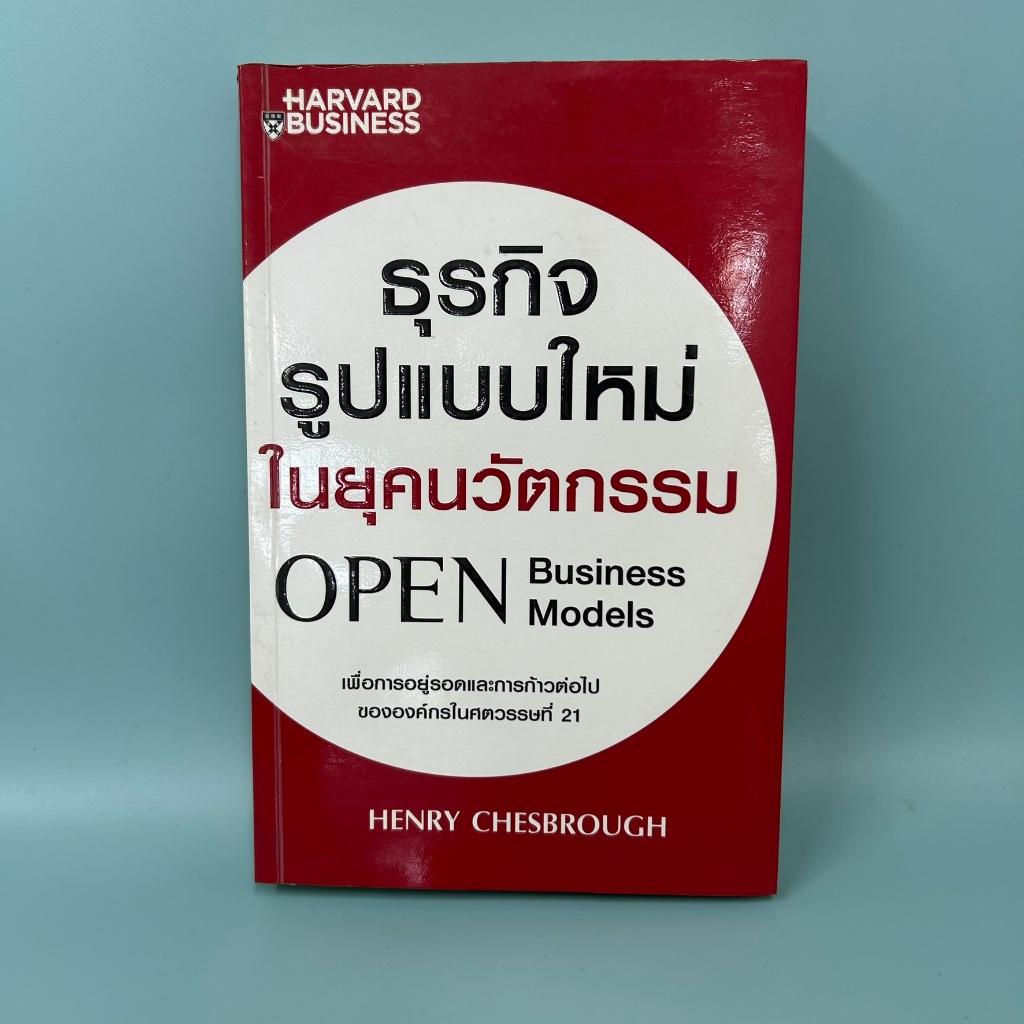 HARVARD
BUSINESS
ธุรกิจ
รูปแบบใหม่
ในยุคนวัตกรรม
OPEN Business
Models
เพื่อการอยู่รอดและการก้าวต่อไป
ขององค์กรในศตวรรษที่ 21
HENRY CHESBROUGH